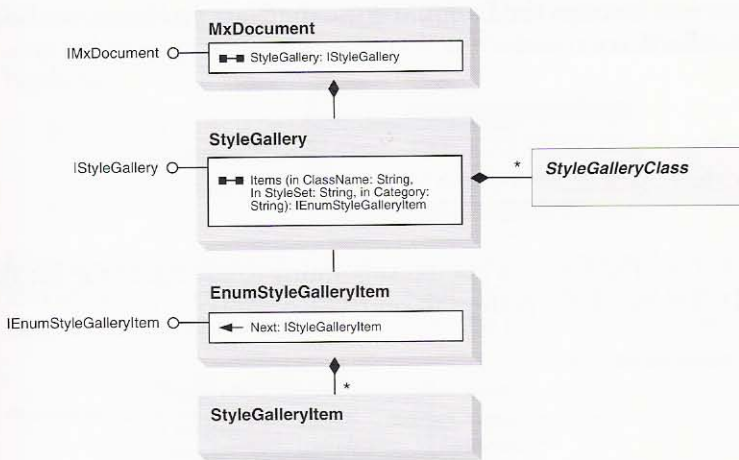 MxDocument
IMxDocument
StyleGallery: IStyleGallery
StyleGallery
IStyleGallery
Items (in ClassName: String,
In StyleSet: String, in Category:
String): IEnumStyleGalleryItem
*
StyleGalleryClass
EnumStyleGalleryItem
IEnumStyleGalleryItem
Next: IStyleGalleryItem
*
StyleGalleryItem